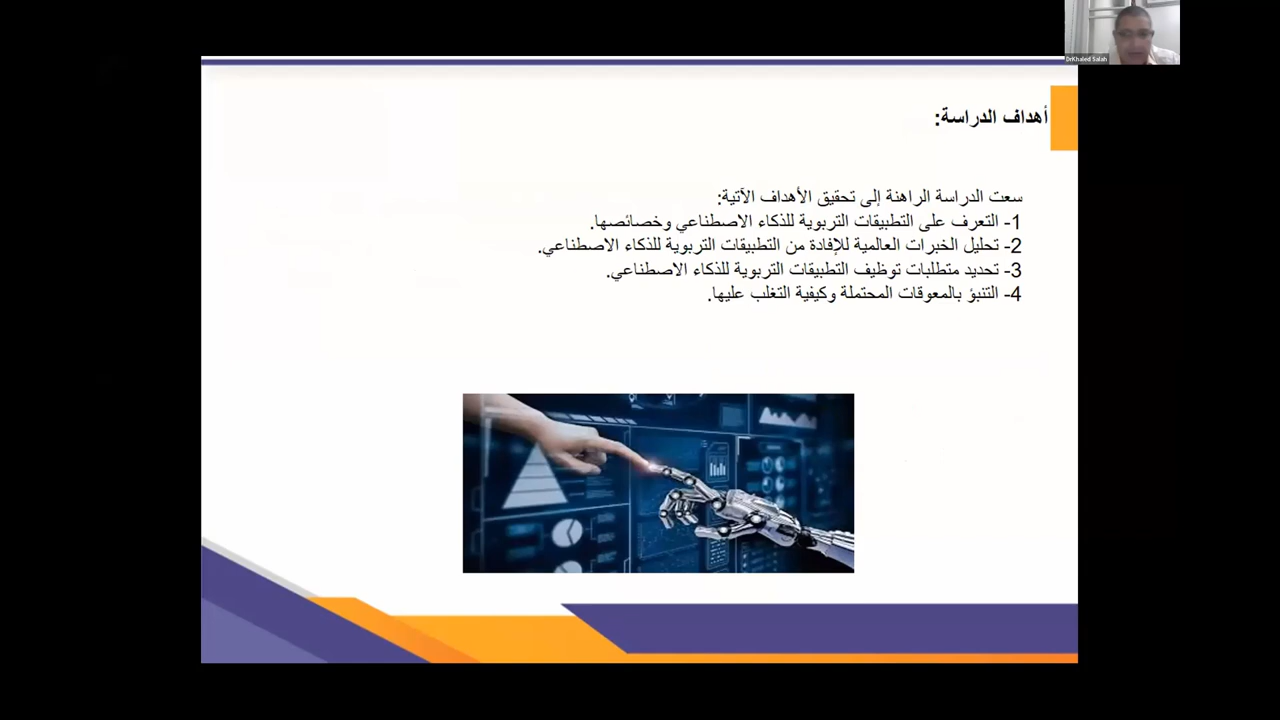 DrKhaled Salah
أهداف الدراسة:
سعت الدراسة الراهنة إلى تحقيق الأهداف الآتية:
1- التعرف على التطبيقات التربوية للذكاء الاصطناعي وخصائصها.
2- تحليل الخبرات العالمية للإفادة من التطبيقات التربوية للذكاء الاصطناعي.
3- تحديد متطلبات توظيف التطبيقات التربوية للذكاء الاصطناعي.
4- التنبؤ بالمعوقات المحتملة وكيفية التغلب عليها.